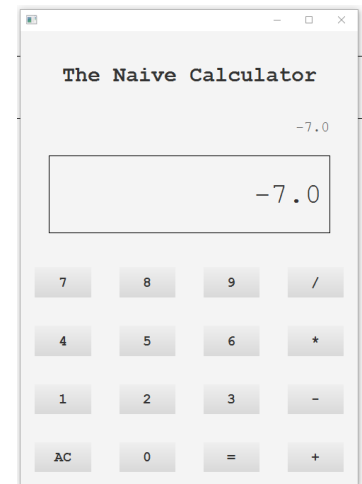 The Naive Calculator
-7.0
-7.0
7 8 9 /
4 5 6 *
1 2 3 -
AC 0 = +